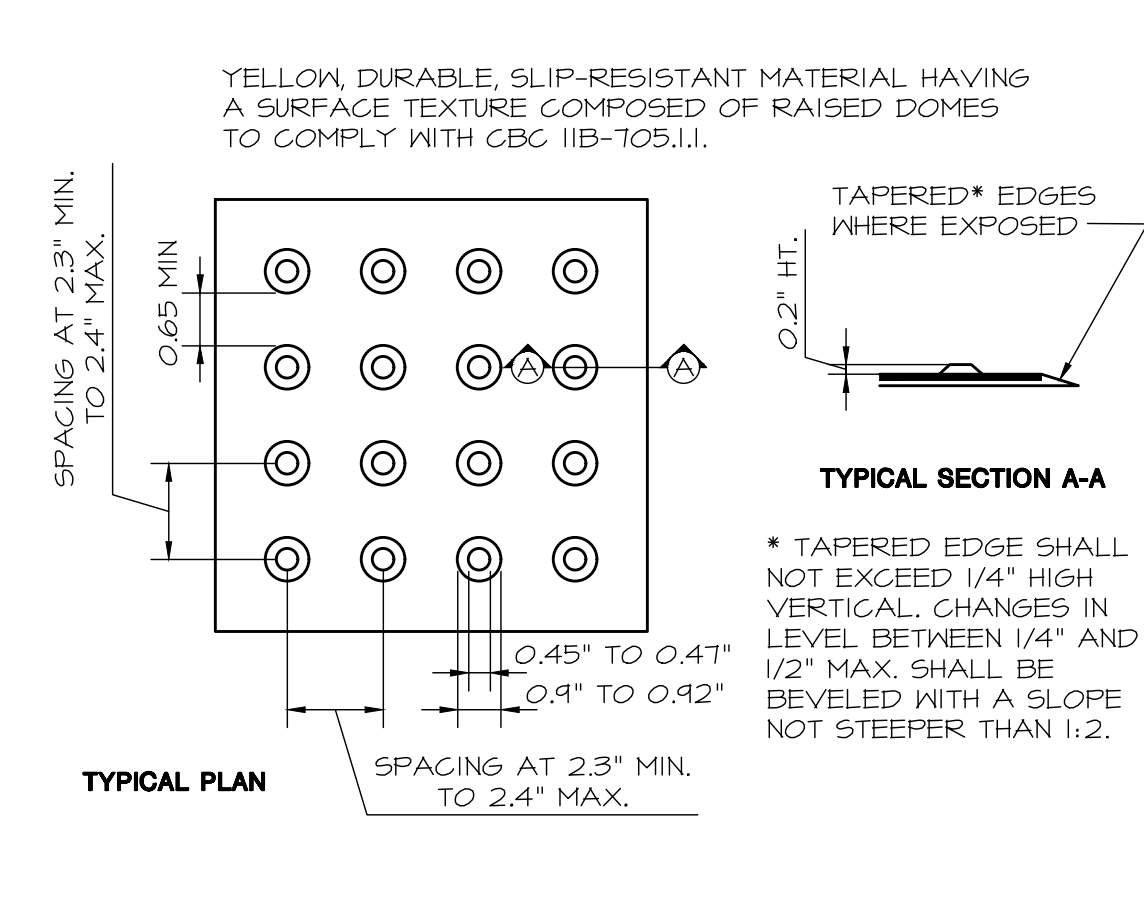 YELLOW, DURABLE, SLIP-RESISTANT MATERIAL HAVING
A SURFACE TEXTURE COMPOSED OF RAISED DOMES
TO COMPLY WITH CBC 11B-705.1.1.
SPACING AT 2.3" MIN.
TO 2.4" MAX.
0.65 MIN
A
A
0.45" TO 0.47"
0.9" TO 0.92"
SPACING AT 2.3" MIN.
TO 2.4" MAX.
TYPICAL PLAN
TAPERED* EDGES
WHERE EXPOSED
0.2" HT.
TYPICAL SECTION A-A
* TAPERED EDGE SHALL
NOT EXCEED 1/4" HIGH
VERTICAL. CHANGES IN
LEVEL BETWEEN 1/4" AND
1/2" MAX. SHALL BE
BEVELED WITH A SLOPE
NOT STEEPER THAN 1:2.